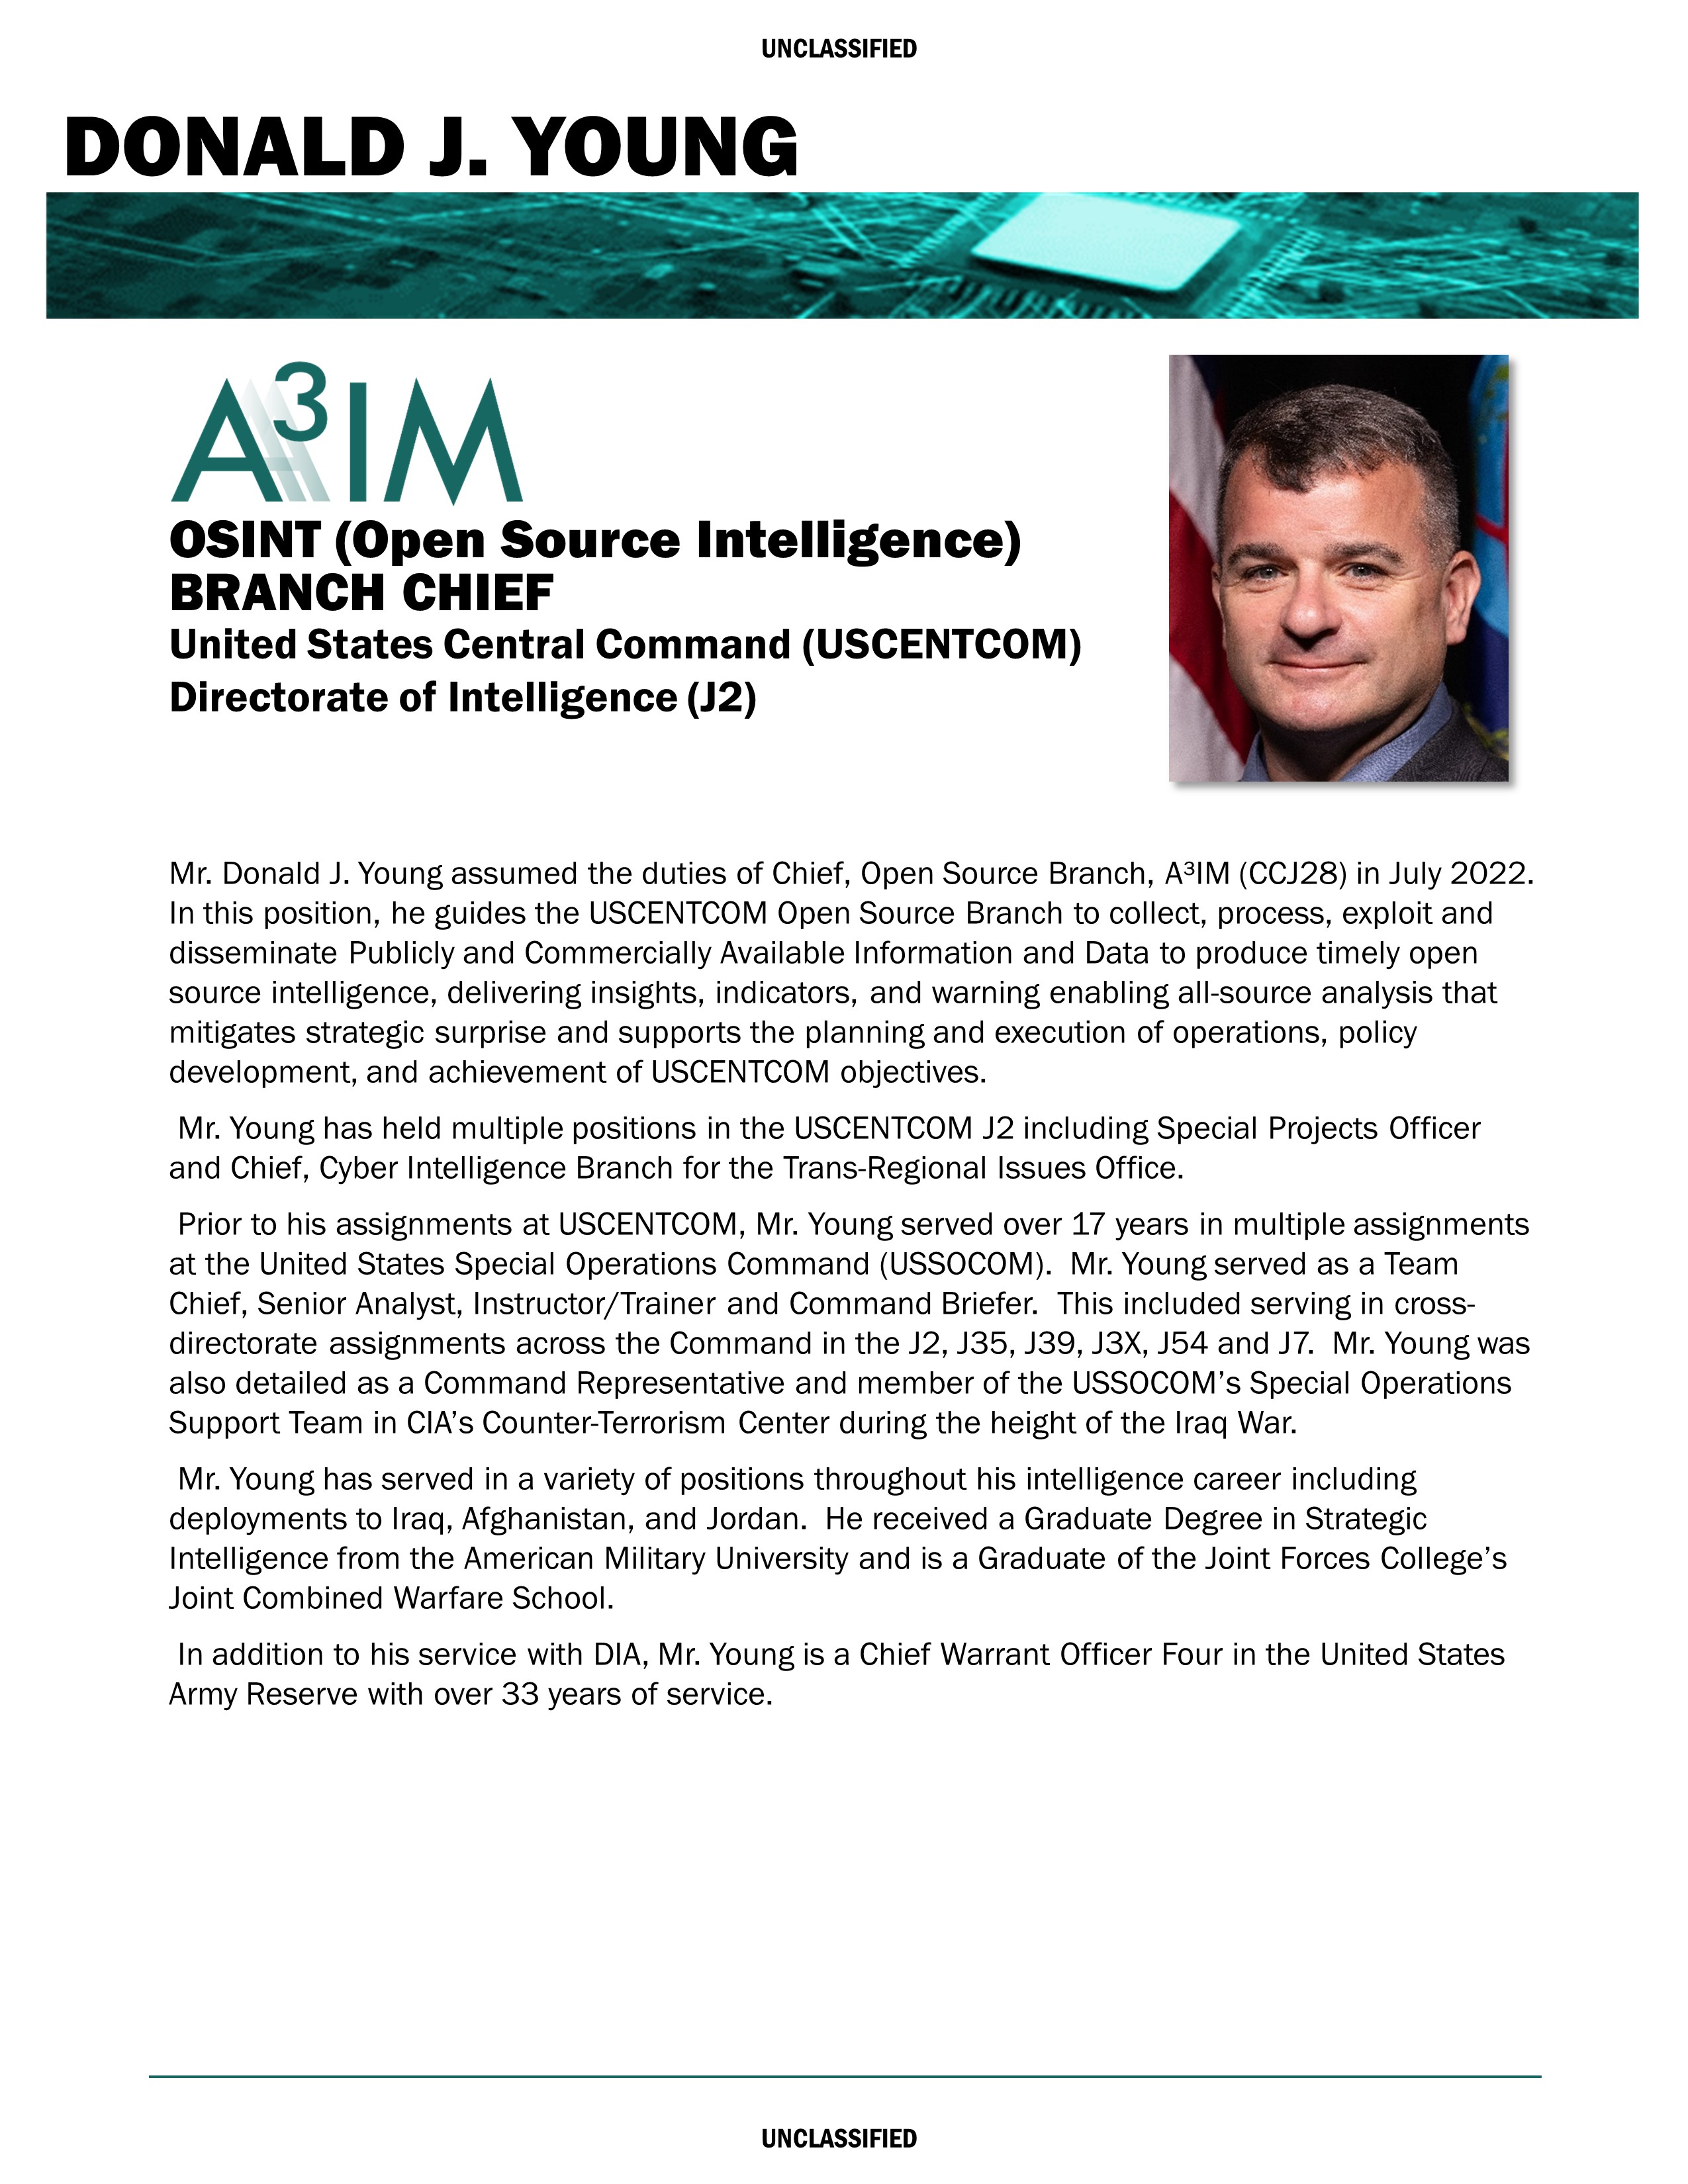 UNCLASSIFIED
DONALD J. YOUNG
A³IM
OSINT (Open Source Intelligence)
BRANCH CHIEF
United States Central Command (USCENTCOM)
Directorate of Intelligence (J2)
Mr. Donald J. Young assumed the duties of Chief, Open Source Branch, A³IM (CCJ28) in July 2022.
In this position, he guides the USCENTCOM Open Source Branch to collect, process, exploit and
disseminate Publicly and Commercially Available Information and Data to produce timely open
source intelligence, delivering insights, indicators, and warning enabling all-source analysis that
mitigates strategic surprise and supports the planning and execution of operations, policy
development, and achievement of USCENTCOM objectives.
Mr. Young has held multiple positions in the USCENTCOM J2 including Special Projects Officer
and Chief, Cyber Intelligence Branch for the Trans-Regional Issues Office.
Prior to his assignments at USCENTCOM, Mr. Young served over 17 years in multiple assignments
at the United States Special Operations Command (USSOCOM).  Mr. Young served as a Team
Chief, Senior Analyst, Instructor/Trainer and Command Briefer.  This included serving in cross-
directorate assignments across the Command in the J2, J35, J39, J3X, J54 and J7.  Mr. Young was
also detailed as a Command Representative and member of the USSOCOM’s Special Operations
Support Team in CIA’s Counter-Terrorism Center during the height of the Iraq War.
Mr. Young has served in a variety of positions throughout his intelligence career including
deployments to Iraq, Afghanistan, and Jordan.  He received a Graduate Degree in Strategic
Intelligence from the American Military University and is a Graduate of the Joint Forces College’s
Joint Combined Warfare School.
In addition to his service with DIA, Mr. Young is a Chief Warrant Officer Four in the United States
Army Reserve with over 33 years of service.
UNCLASSIFIED